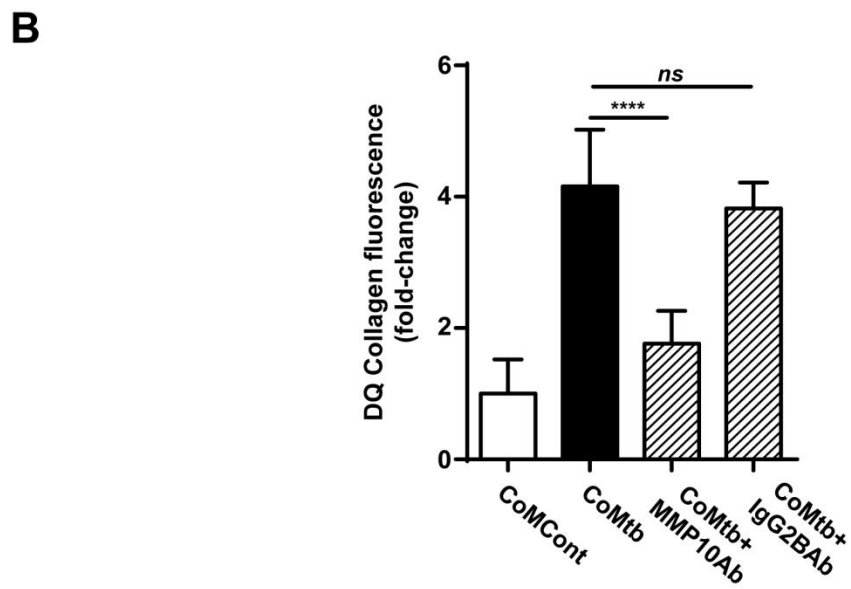 B
DQ Collagen fluorescence
(fold-change)
6
4
2
0
ns
****
CoMCont
CoMtb
CoMtb+
MMP10Ab
CoMtb+
IgG2BAb